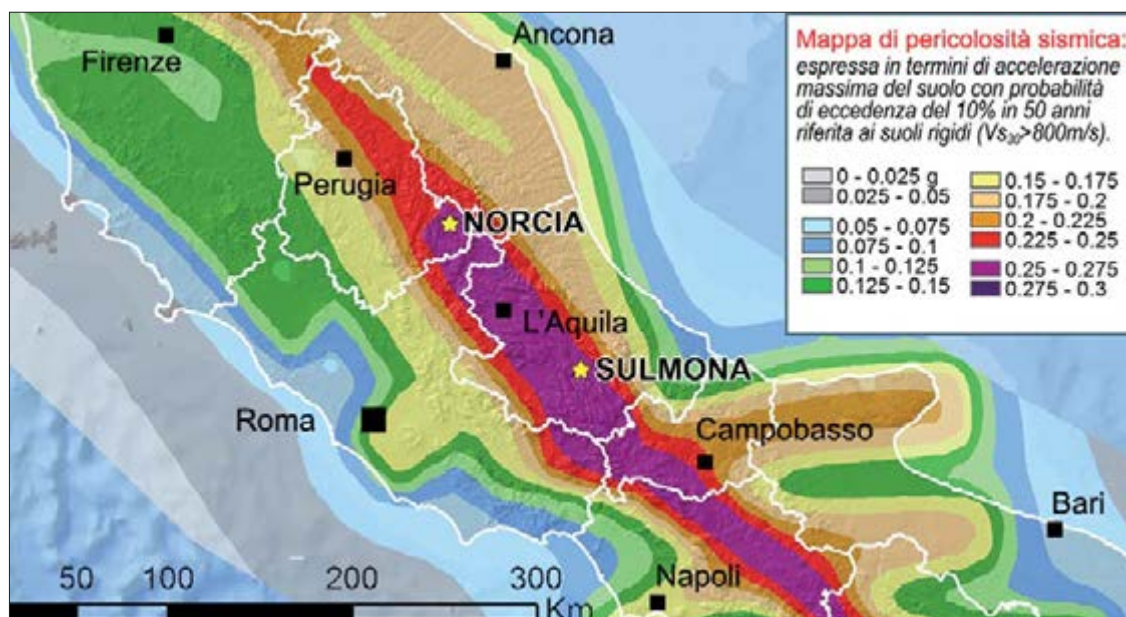 Ancona
Firenze
Perugia
NORCIA
L'Aquila
SULMONA
Roma
Campobasso
Bari
Napoli
50 100 200 300
Km
Mappa di pericolosità sismica:
espressa in termini di accelerazione
massima del suolo con probabilità
di eccedenza del 10% in 50 anni
riferita ai suoli rigidi (Vs₃₀>800m/s).
0 - 0.025 g
0.025 - 0.05
0.05 - 0.075
0.075 - 0.1
0.1 - 0.125
0.125 - 0.15
0.15 - 0.175
0.175 - 0.2
0.2 - 0.225
0.225 - 0.25
0.25 - 0.275
0.275 - 0.3